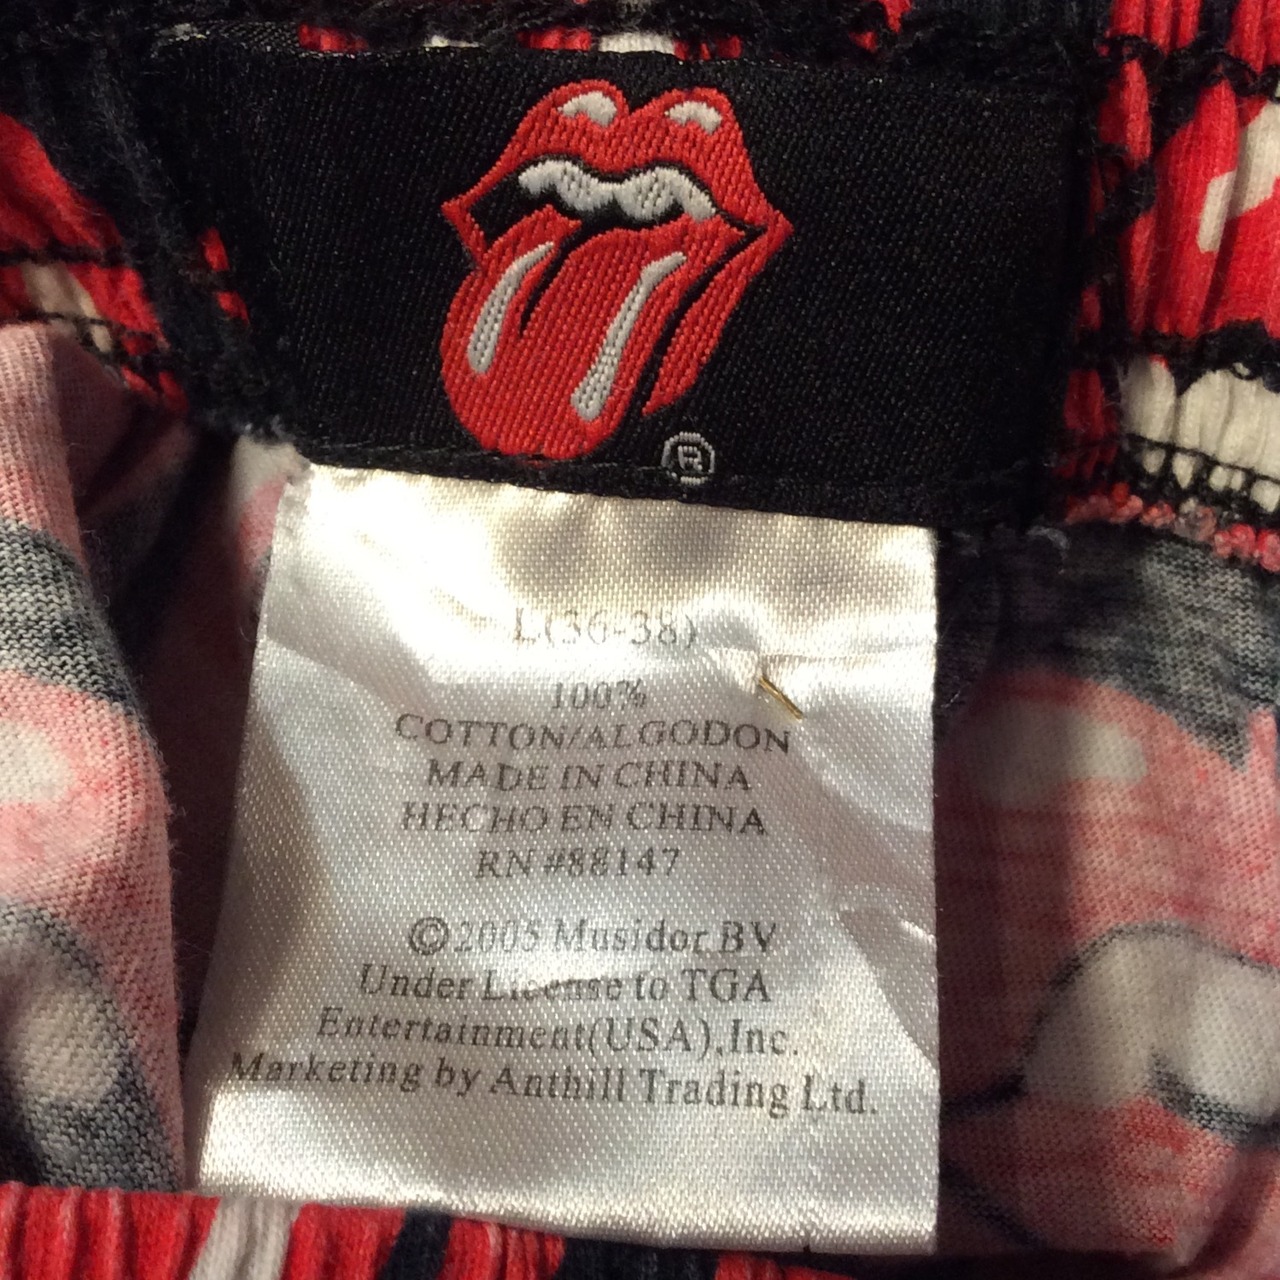 ®
L(36-38)
100%
COTTON/ALGODON
MADE IN CHINA
HECHO EN CHINA
RN #88147
©2005 Musidor BV
Under License to TGA
Entertainment(USA),Inc.
Marketing by Anthill Trading Ltd.